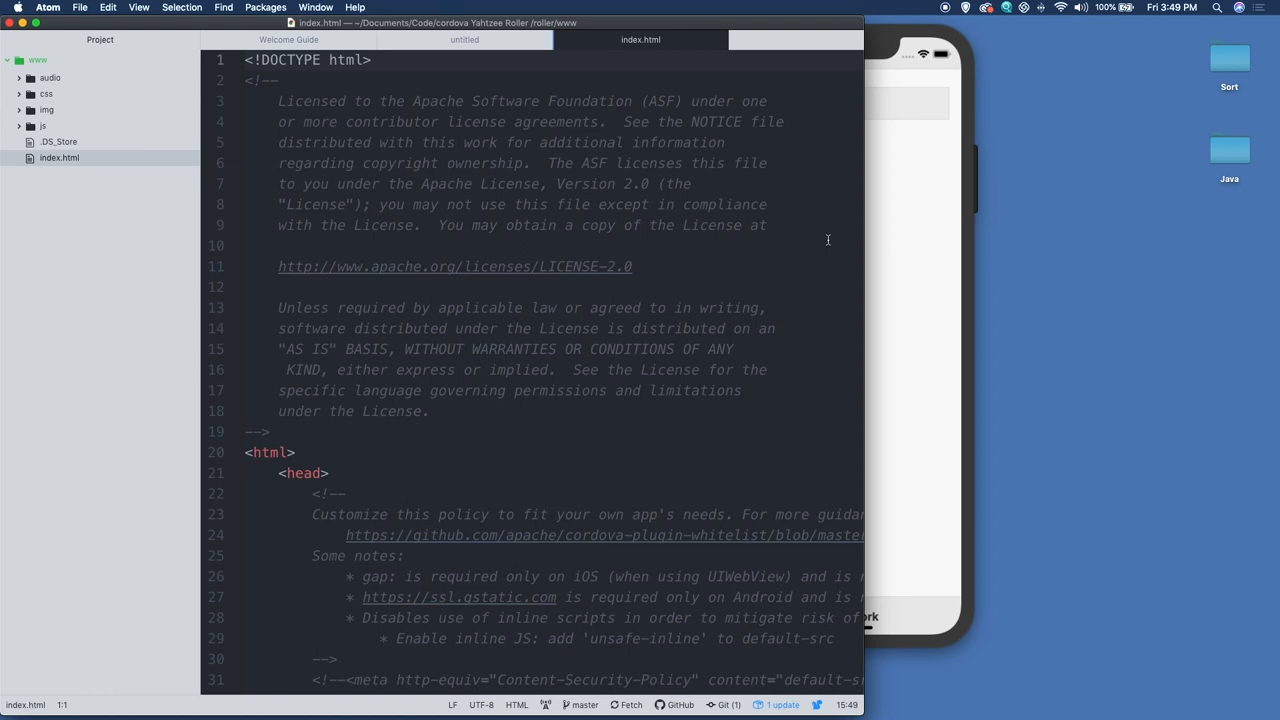 Atom File Edit View Selection Find Packages Window Help
100% Fri 3:49 PM
index.html — ~/Documents/Code/cordova Yahtzee Roller /roller/www
Project
Welcome Guide
untitled
index.html
www
audio
css
img
js
.DS_Store
index.html
1 <!DOCTYPE html>
2 <!--
3 Licensed to the Apache Software Foundation (ASF) under one
4 or more contributor license agreements.  See the NOTICE file
5 distributed with this work for additional information
6 regarding copyright ownership.  The ASF licenses this file
7 to you under the Apache License, Version 2.0 (the
8 "License"); you may not use this file except in compliance
9 with the License.  You may obtain a copy of the License at
10
11 http://www.apache.org/licenses/LICENSE-2.0
12
13 Unless required by applicable law or agreed to in writing,
14 software distributed under the License is distributed on an
15 "AS IS" BASIS, WITHOUT WARRANTIES OR CONDITIONS OF ANY
16 KIND, either express or implied.  See the License for the
17 specific language governing permissions and limitations
18 under the License.
19 -->
20 <html>
21 <head>
22 <!--
23 Customize this policy to fit your own app's needs. For more guidan
24 https://github.com/apache/cordova-plugin-whitelist/blob/master
25 Some notes:
26 * gap: is required only on iOS (when using UIWebView) and is n
27 * https://ssl.gstatic.com is required only on Android and is n
28 * Disables use of inline scripts in order to mitigate risk of
29 * Enable inline JS: add 'unsafe-inline' to default-src
30 -->
31 <!--<meta http-equiv="Content-Security-Policy" content="default-sr
index.html 1:1
LF UTF-8 HTML master Fetch GitHub Git (1) 1 update 15:49
Sort
Java
ork